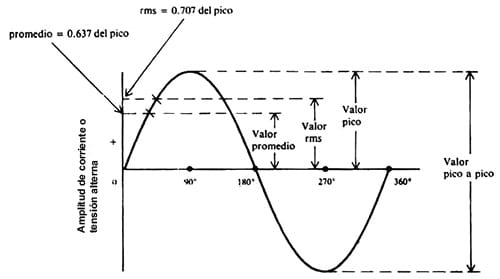 rms = 0.707 del pico
promedio = 0.637 del pico
Amplitud de corriente o
tensión alterna
+
0
90°
180°
270°
360°
Valor
promedio
Valor
rms
Valor
pico
Valor
pico a pico